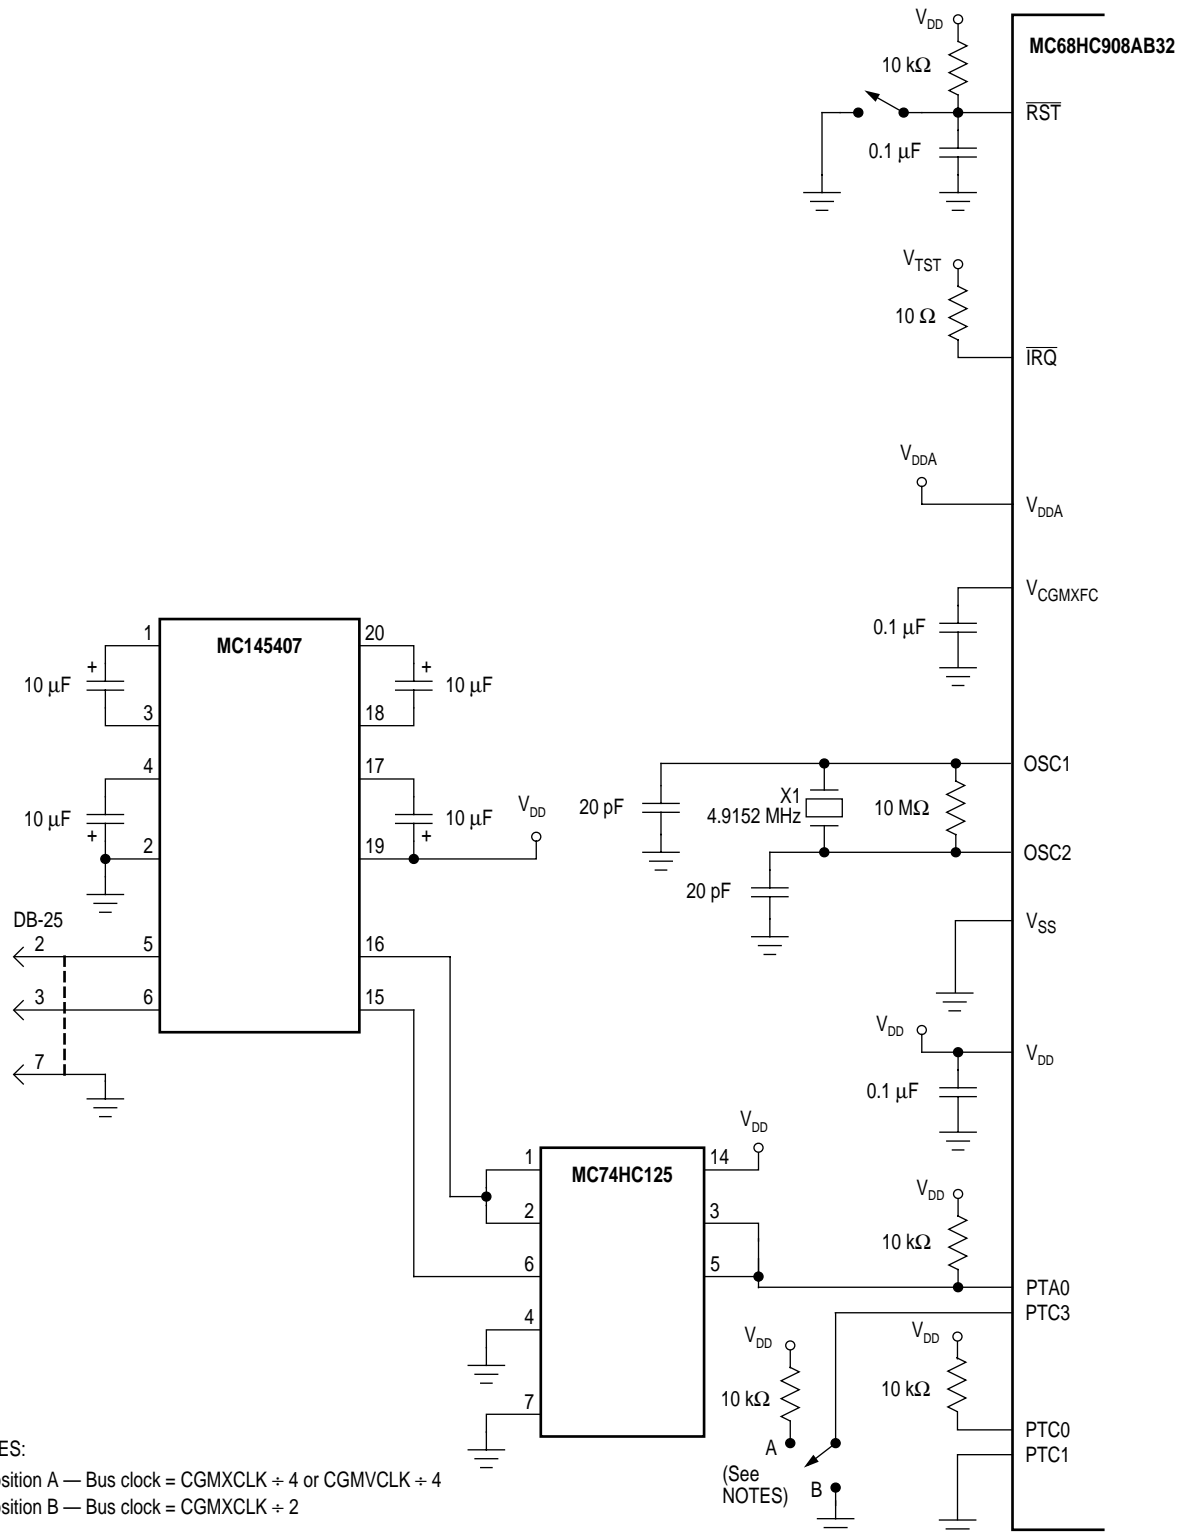 V_DD
MC68HC908AB32
10 kΩ
R̅S̅T̅
0.1 µF
V_TST
10 Ω
I̅R̅Q̅
V_DDA
V_DDA
V_CGMXFC
0.1 µF
MC145407
1
20
+
+
10 µF
10 µF
3
18
4
17
10 µF
10 µF
+
+
V_DD
2
19
OSC1
20 pF
X1
4.9152 MHz
10 MΩ
OSC2
20 pF
V_SS
DB-25
2
5
16
3
6
15
7
V_DD
V_DD
0.1 µF
V_DD
MC74HC125
1
14
2
3
6
5
4
7
V_DD
10 kΩ
PTA0
PTC3
V_DD
10 kΩ
V_DD
10 kΩ
PTC0
PTC1
A
(See
NOTES)
B
ES:
sition A — Bus clock = CGMXCLK ÷ 4 or CGMVCLK ÷ 4
sition B — Bus clock = CGMXCLK ÷ 2